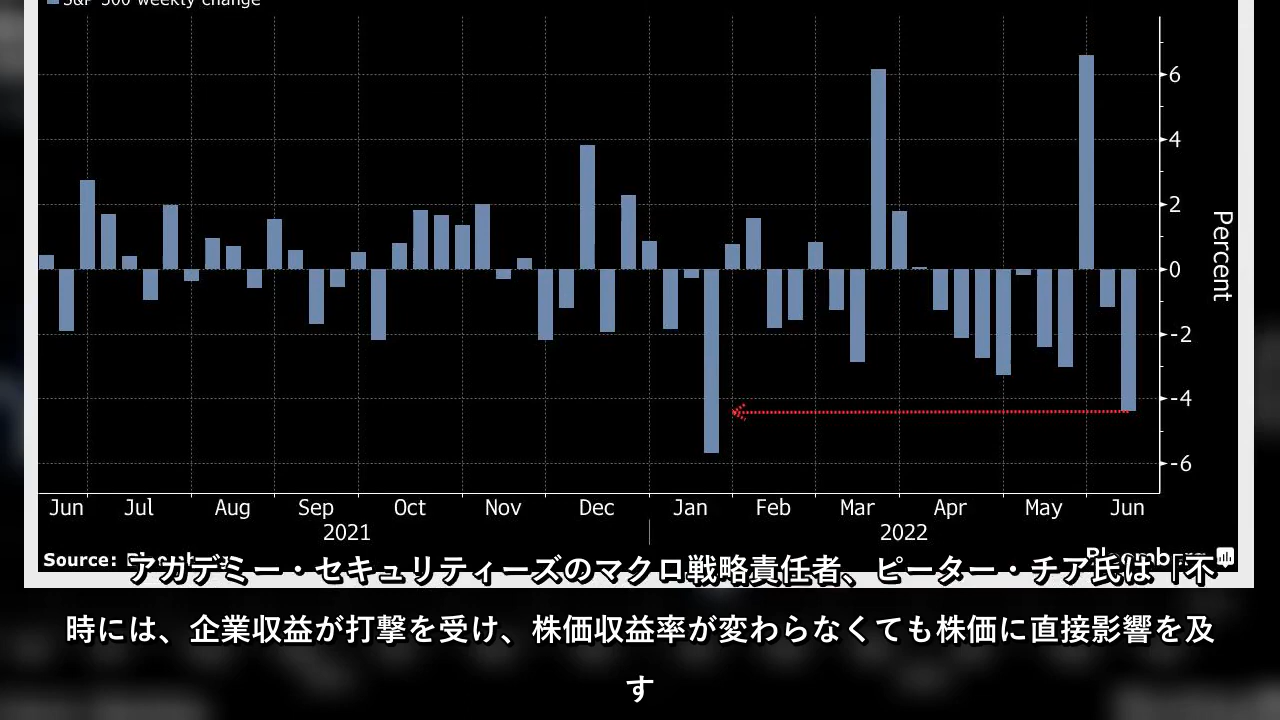 S&P 500 weekly change
6
4
2
0
-2
-4
-6
Percent
Jun Jul Aug Sep Oct Nov Dec Jan Feb Mar Apr May Jun
2021 2022
Source: Bloomberg Bloomberg
アカデミー・セキュリティーズのマクロ戦略責任者、ピーター・チア氏は「不
時には、企業収益が打撃を受け、株価収益率が変わらなくても株価に直接影響を及
す